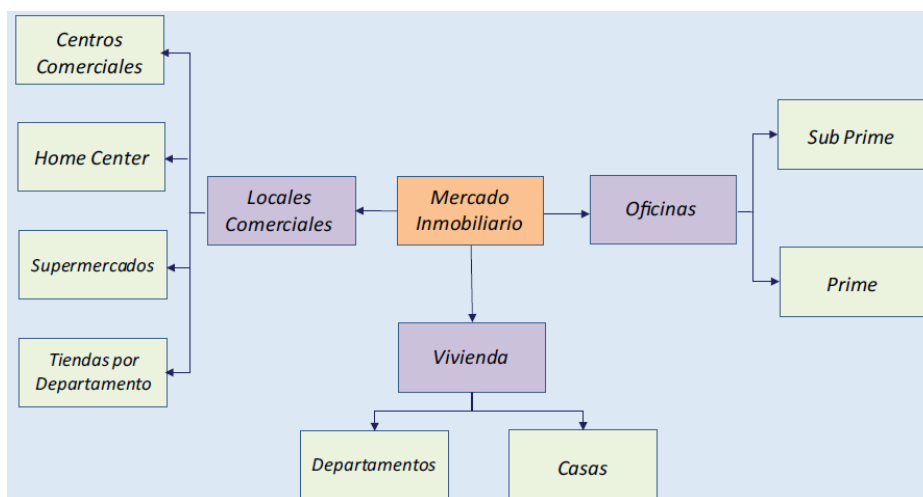 Centros
Comerciales
Home Center
Supermercados
Tiendas por
Departamento
Locales
Comerciales
Mercado
Inmobiliario
Oficinas
Sub Prime
Prime
Vivienda
Departamentos
Casas